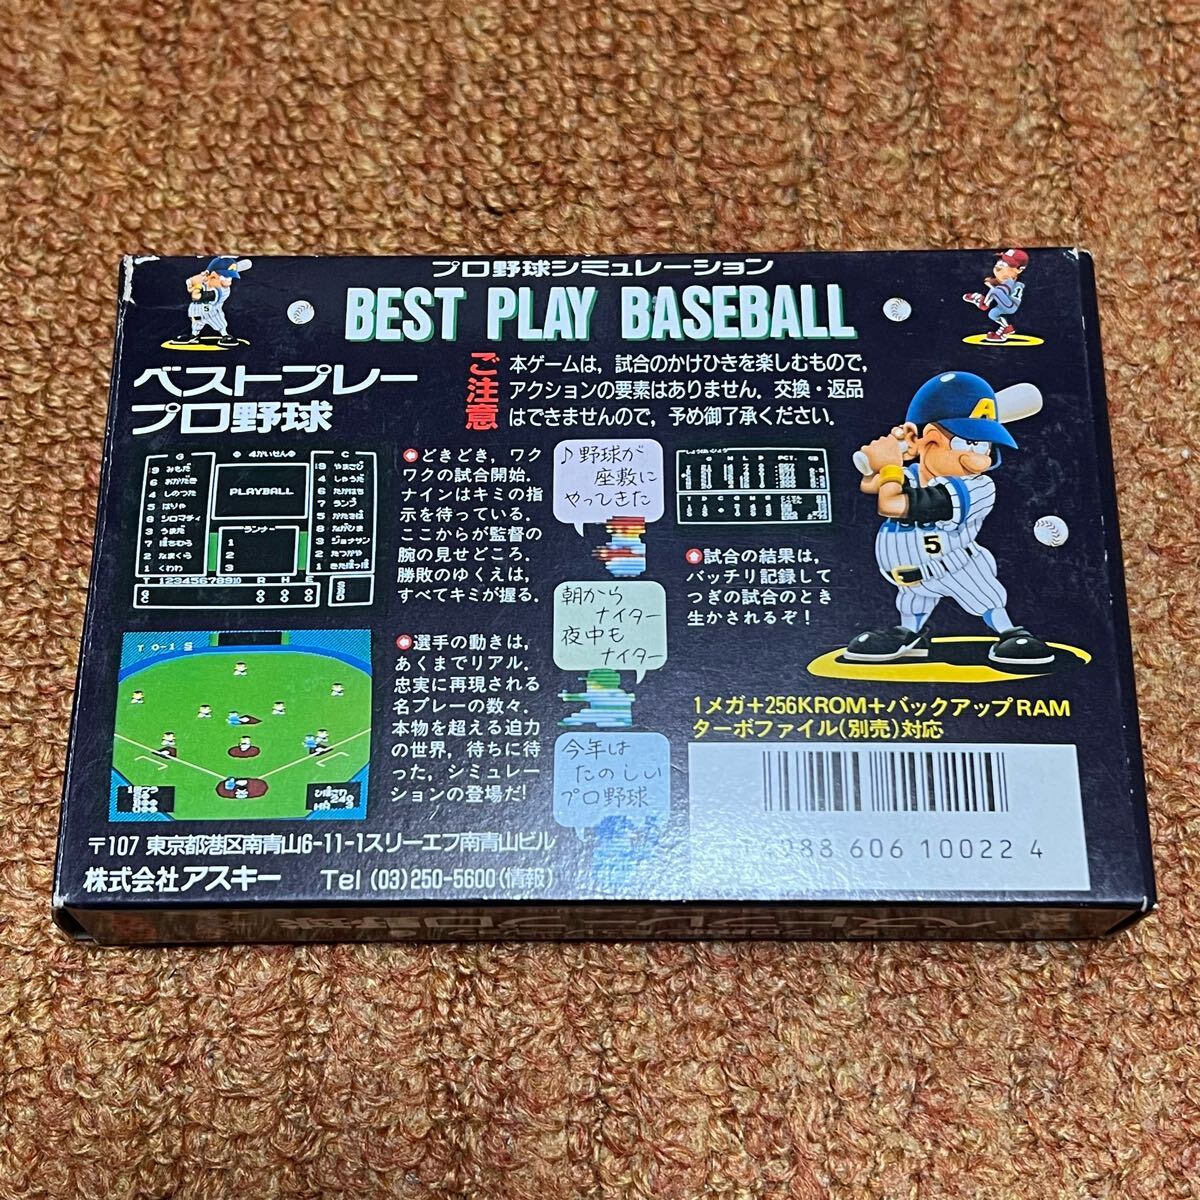 プロ野球シミュレーション
BEST PLAY BASEBALL
ベストプレー
プロ野球
ご注意
本ゲームは，試合のかけひきを楽しむもので，
アクションの要素はありません。交換・返品
はできませんので，予め御了承ください。
PLAYBALL
ランナー
1
2
3
どきどき，ワク
ワクの試合開始。
ナインはキミの指
示を待っている。
ここからが監督の
腕の見せどころ。
勝敗のゆくえは，
すべてキミが握る。
♪野球が
座敷に
やってきた
朝から
ナイター
夜中も
ナイター
今年は
たのしい
プロ野球
試合の結果は，
バッチリ記録して
つぎの試合のとき
生かされるぞ！
選手の動きは，
あくまでリアル。
忠実に再現される
名プレーの数々。
本物を超える迫力
の世界，待ちに待
った，シミュレー
ションの登場だ！
A
5
1メガ+256KROM+バックアップRAM
ターボファイル(別売)対応
606 10022 4
〒107 東京都港区南青山6-11-1スリーエフ南青山ビル
株式会社アスキー Tel (03)250-5600(情報)